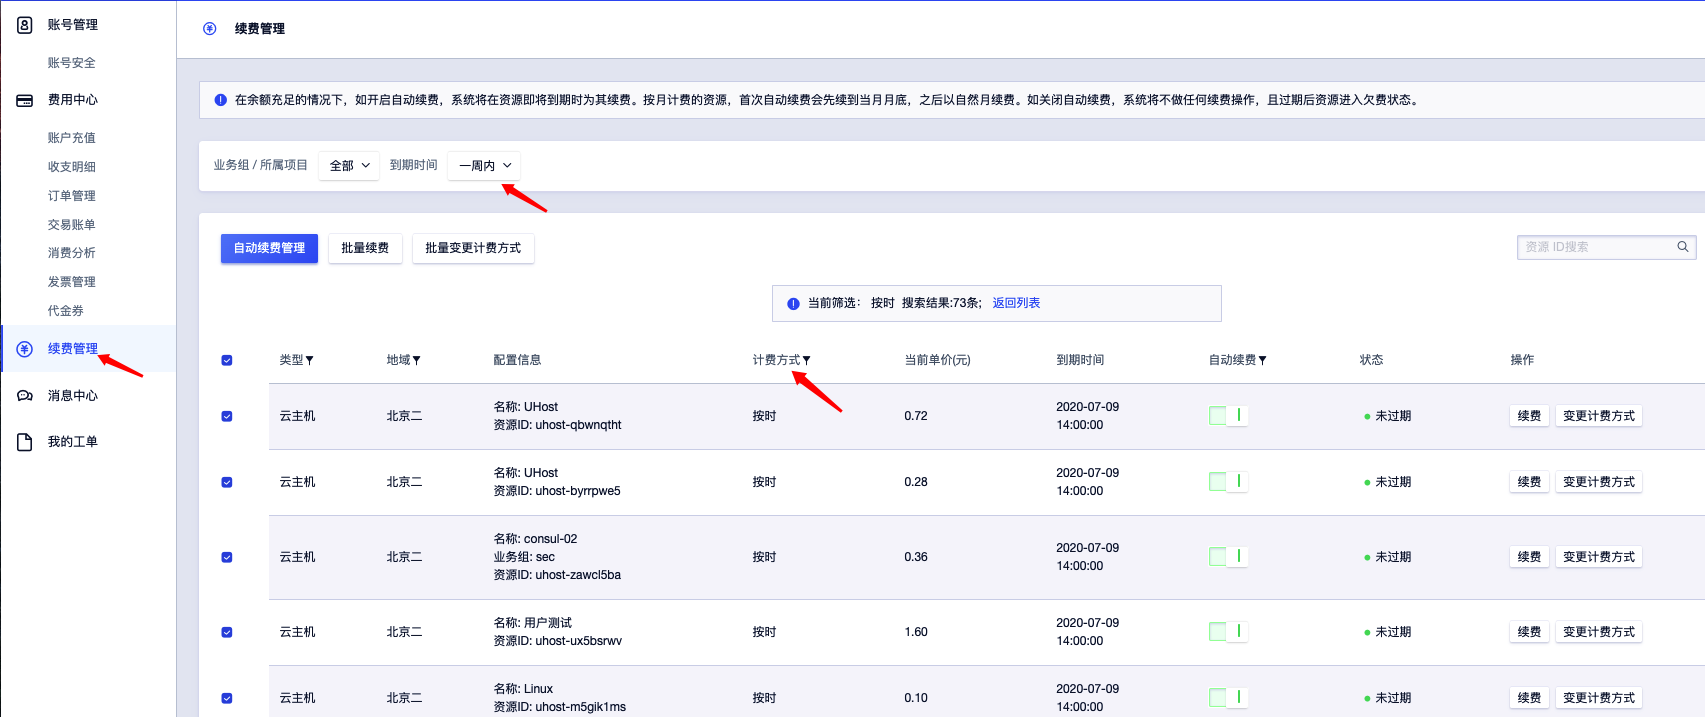 账号管理
账号安全
费用中心
账户充值
收支明细
订单管理
交易账单
消费分析
发票管理
代金券
续费管理
消息中心
我的工单
续费管理
在余额充足的情况下，如开启自动续费，系统将在资源即将到期时为其续费。按月计费的资源，首次自动续费会先续到当月月底，之后以自然月续费。如关闭自动续费，系统将不做任何续费操作，且过期后资源进入欠费状态。
业务组 / 所属项目 全部 到期时间 一周内
自动续费管理 批量续费 批量变更计费方式 资源 ID搜索
当前筛选： 按时 搜索结果:73条； 返回列表
类型 地域 配置信息 计费方式 当前单价(元) 到期时间 自动续费 状态 操作
名称: UHost
资源ID: uhost-qbwnqtht
云主机 北京二 按时 0.72 2020-07-09 14:00:00 未过期 续费 变更计费方式
名称: UHost
资源ID: uhost-byrrpwe5
云主机 北京二 按时 0.28 2020-07-09 14:00:00 未过期 续费 变更计费方式
名称: consul-02
业务组: sec
资源ID: uhost-zawcl5ba
云主机 北京二 按时 0.36 2020-07-09 14:00:00 未过期 续费 变更计费方式
名称: 用户测试
资源ID: uhost-ux5bsrwv
云主机 北京二 按时 1.60 2020-07-09 14:00:00 未过期 续费 变更计费方式
名称: Linux
资源ID: uhost-m5gik1ms
云主机 北京二 按时 0.10 2020-07-09 14:00:00 未过期 续费 变更计费方式